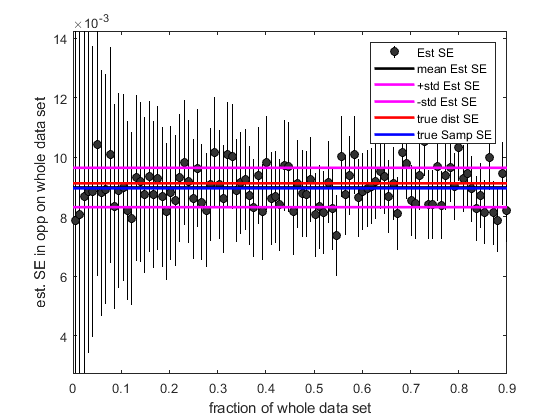 ×10⁻³
14
12
10
8
6
4
est. SE in opp on whole data set
Est SE
mean Est SE
+std Est SE
-std Est SE
true dist SE
true Samp SE
0 0.1 0.2 0.3 0.4 0.5 0.6 0.7 0.8 0.9
fraction of whole data set